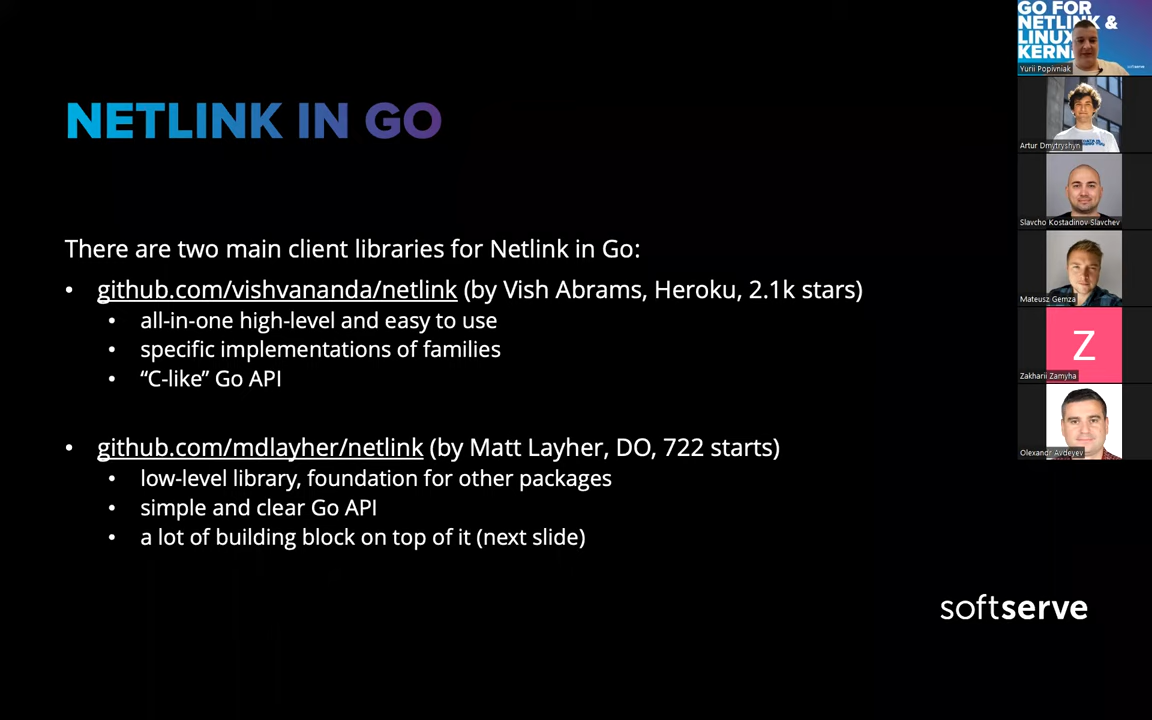 NETLINK IN GO
There are two main client libraries for Netlink in Go:
• github.com/vishvananda/netlink (by Vish Abrams, Heroku, 2.1k stars)
• all-in-one high-level and easy to use
• specific implementations of families
• “C-like” Go API
• github.com/mdlayher/netlink (by Matt Layher, DO, 722 starts)
• low-level library, foundation for other packages
• simple and clear Go API
• a lot of building block on top of it (next slide)
softserve
GO FOR
NETLINK &
LINUX
KERN
softserve
Yurii Popivniak
Artur Dmytryshyn
Slavcho Kostadinov Slavchev
Mateusz Gemza
Z
Zakharii Zamyha
Olexandr Avdeyev